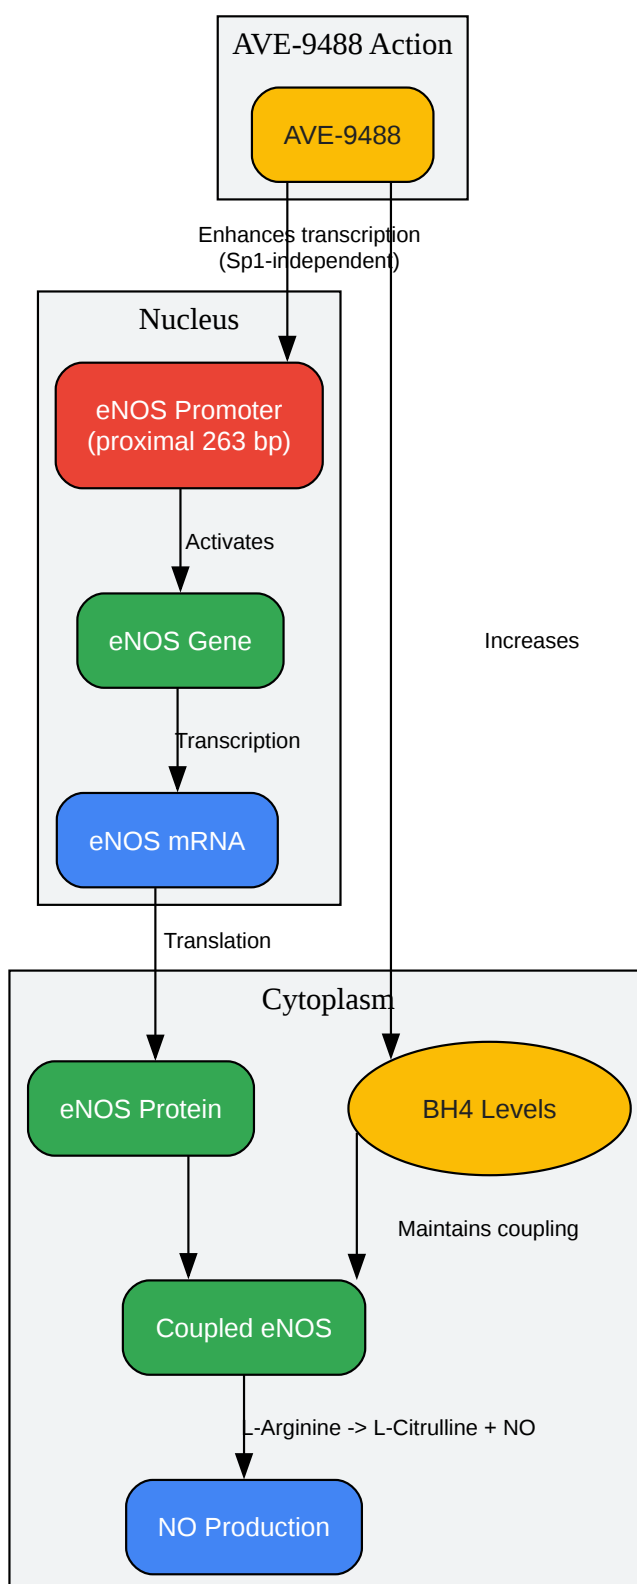 AVE-9488 Action
AVE-9488
Enhances transcription
(Sp1-independent)
Nucleus
eNOS Promoter
(proximal 263 bp)
Activates
eNOS Gene
Increases
Transcription
eNOS mRNA
Translation
Cytoplasm
eNOS Protein
BH4 Levels
Maintains coupling
Coupled eNOS
L-Arginine -> L-Citrulline + NO
NO Production